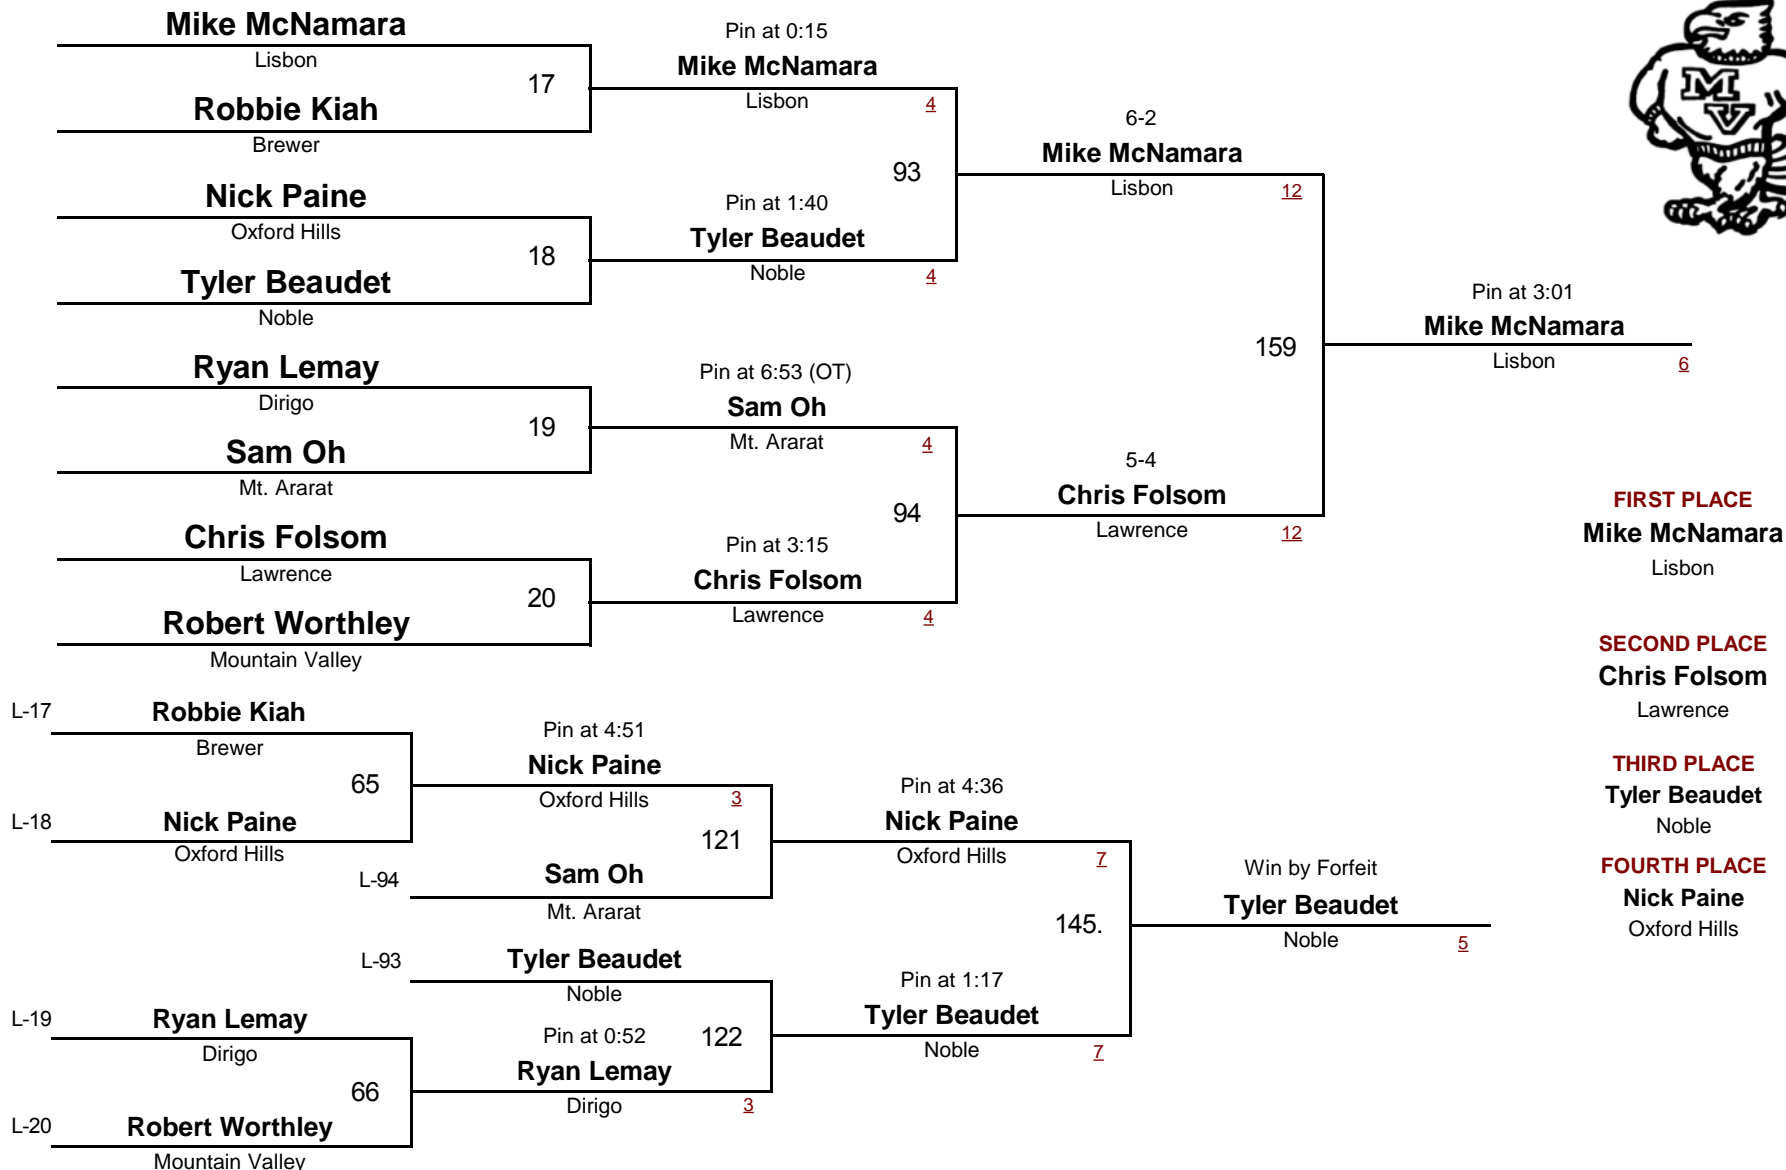 Mike McNamara
Lisbon
17
Robbie Kiah
Brewer
Pin at 0:15
Mike McNamara
Lisbon
4
Nick Paine
Oxford Hills
18
Tyler Beaudet
Noble
Pin at 1:40
Tyler Beaudet
Noble
4
93
6-2
Mike McNamara
Lisbon
12
Ryan Lemay
Dirigo
19
Sam Oh
Mt. Ararat
Pin at 6:53 (OT)
Sam Oh
Mt. Ararat
4
Chris Folsom
Lawrence
20
Robert Worthley
Mountain Valley
Pin at 3:15
Chris Folsom
Lawrence
4
94
5-4
Chris Folsom
Lawrence
12
159
Pin at 3:01
Mike McNamara
Lisbon
6
M
V
FIRST PLACE
Mike McNamara
Lisbon
SECOND PLACE
Chris Folsom
Lawrence
THIRD PLACE
Tyler Beaudet
Noble
FOURTH PLACE
Nick Paine
Oxford Hills
L-17
Robbie Kiah
Brewer
65
L-18
Nick Paine
Oxford Hills
Pin at 4:51
Nick Paine
Oxford Hills
3
121
L-94
Sam Oh
Mt. Ararat
Pin at 4:36
Nick Paine
Oxford Hills
7
L-93
Tyler Beaudet
Noble
L-19
Ryan Lemay
Dirigo
66
L-20
Robert Worthley
Mountain Valley
Pin at 0:52
Ryan Lemay
Dirigo
3
122
Pin at 1:17
Tyler Beaudet
Noble
7
145.
Win by Forfeit
Tyler Beaudet
Noble
5